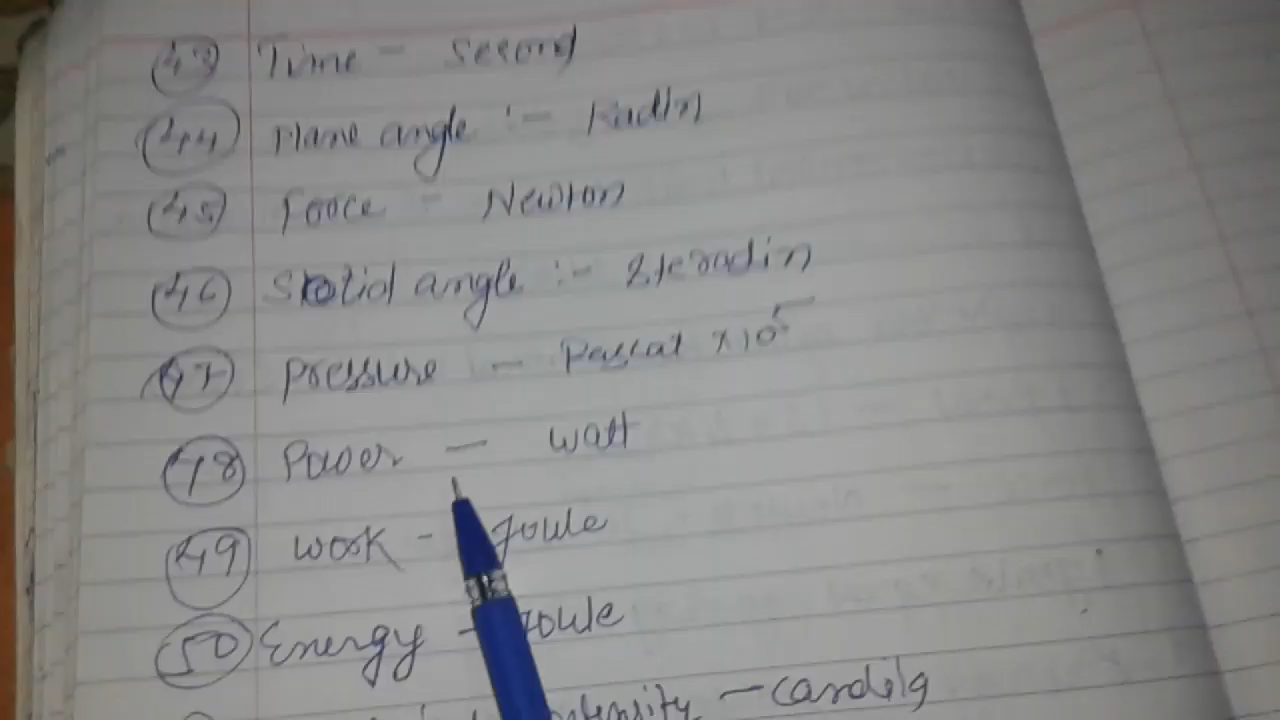 43 Time - Second
44 Plane angle :- Radin
45 Force - Newton
46 Solid angle :- Steradin
47 Pressure - Pascal x10⁵
48 Power - Watt
49 Work - Joule
50 Energy - Joule
intensity - candela